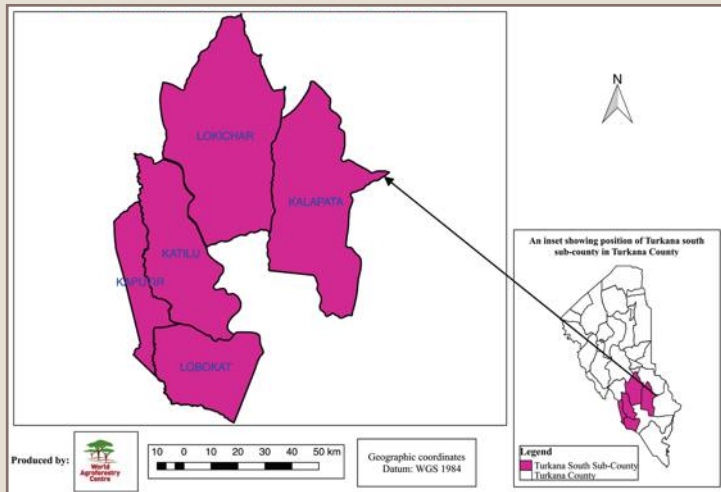 LOKICHAR
KALAPATA
KATILU
KAPUTIR
LOBOKAT
N
An inset showing position of Turkana south
sub-county in Turkana County
Legend
Turkana South Sub-County
Turkana County
Produced by:
World
Agroforestry
Centre
10 0 10 20 30 40 50 km
Geographic coordinates
Datum: WGS 1984